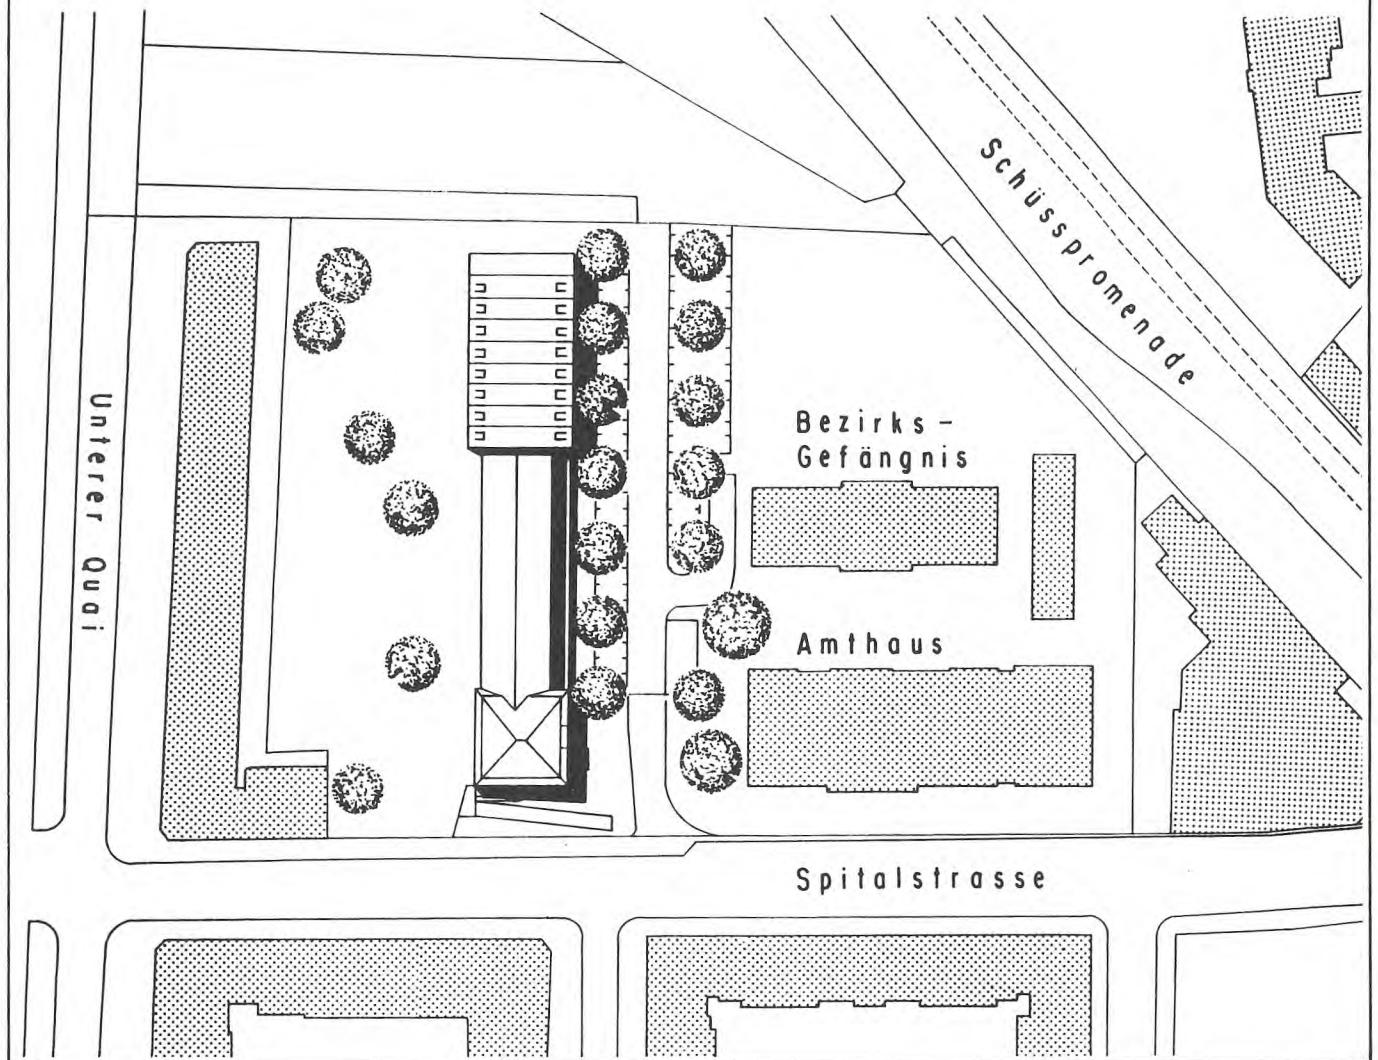 Schüsspromenade
Bezirks-
Gefängnis
Unterer Quai
Amthaus
Spitalstrasse